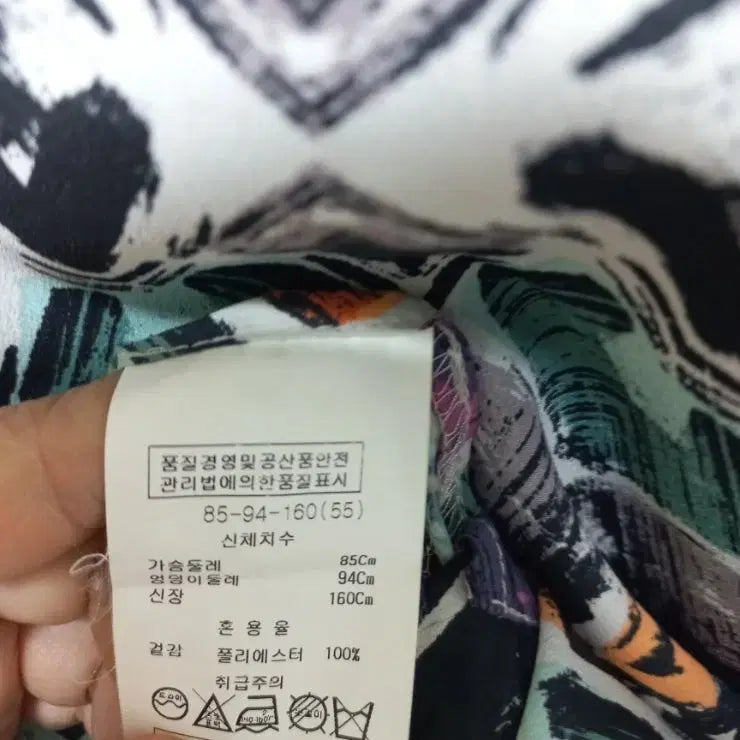 품질경영및공산품안전
관리법에의한품질표시
85-94-160(55)
신체치수
가슴둘레 85Cm
엉덩이둘레 94Cm
신장 160Cm
혼용율
겉감 폴리에스터 100%
취급주의
드라이